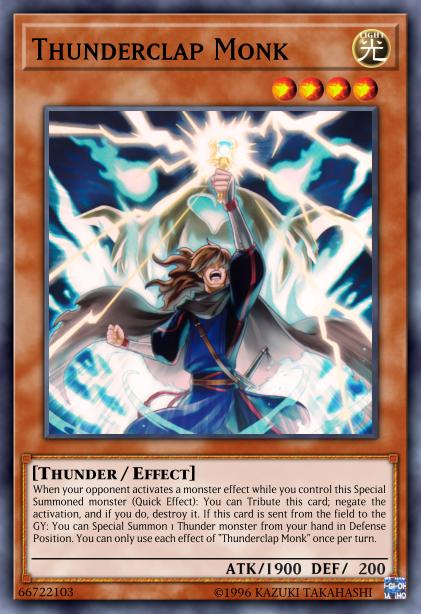 THUNDERCLAP MONK
LIGHT
光
[THUNDER / EFFECT]
When your opponent activates a monster effect while you control this Special
Summoned monster (Quick Effect): You can Tribute this card; negate the
activation, and if you do, destroy it. If this card is sent from the field to the
GY: You can Special Summon 1 Thunder monster from your hand in Defense
Position. You can only use each effect of "Thunderclap Monk" once per turn.
ATK/1900 DEF/ 200
66722103
©1996 KAZUKI TAKAHASHI